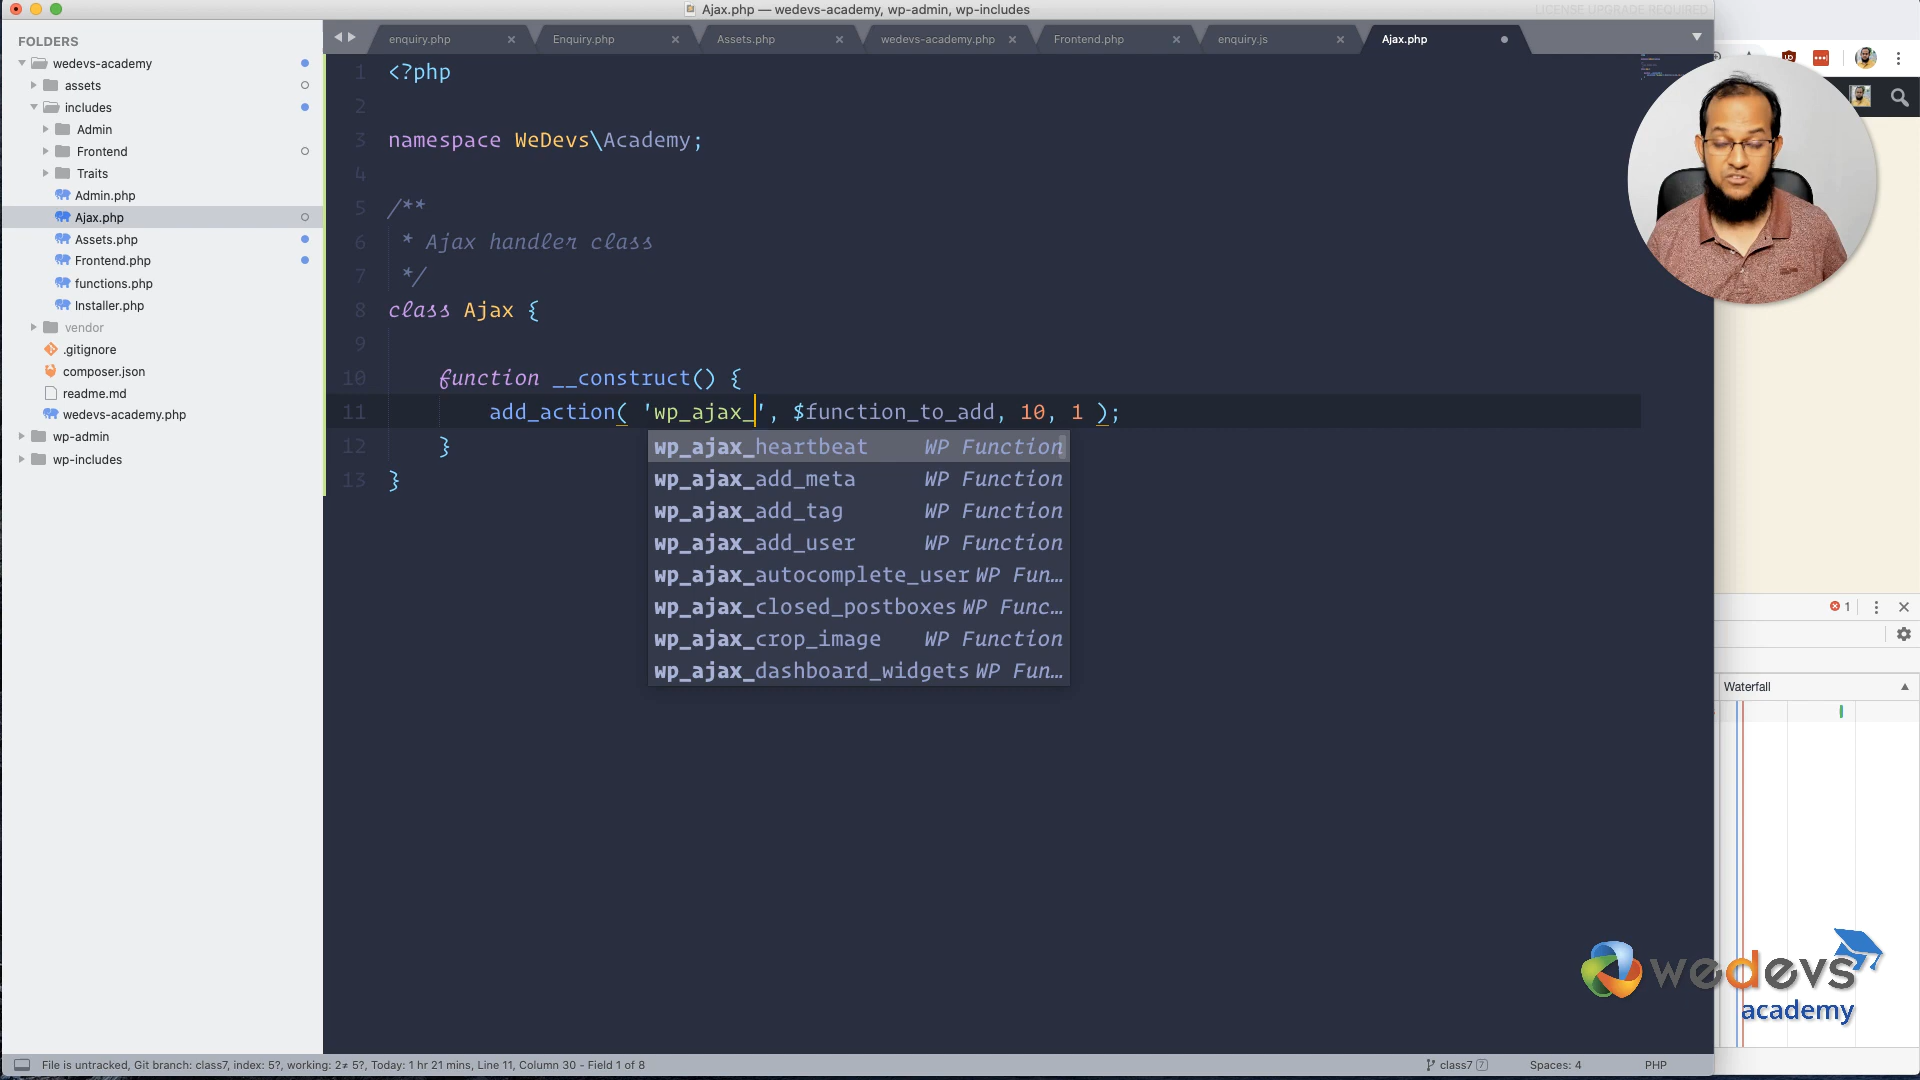 Ajax.php — wedevs-academy, wp-admin, wp-includes
LICENSE UPGRADE REQUIRED
FOLDERS
wedevs-academy
assets
includes
Admin
Frontend
Traits
Admin.php
Ajax.php
Assets.php
Frontend.php
functions.php
Installer.php
vendor
.gitignore
composer.json
readme.md
wedevs-academy.php
wp-admin
wp-includes
enquiry.php
Enquiry.php
Assets.php
wedevs-academy.php
Frontend.php
enquiry.js
Ajax.php
1 <?php
2
3 namespace WeDevs\Academy;
4
5 /**
6 * Ajax handler class
7 */
8 class Ajax {
9
10 function __construct() {
11 add_action( 'wp_ajax_', $function_to_add, 10, 1 );
12 }
13 }
wp_ajax_heartbeat WP Function
wp_ajax_add_meta WP Function
wp_ajax_add_tag WP Function
wp_ajax_add_user WP Function
wp_ajax_autocomplete_user WP Fun…
wp_ajax_closed_postboxes WP Func…
wp_ajax_crop_image WP Function
wp_ajax_dashboard_widgets WP Fun…
1
Waterfall
wedevs
academy
File is untracked, Git branch: class7, index: 5?, working: 2≠ 5?, Today: 1 hr 21 mins, Line 11, Column 30 - Field 1 of 8
class7 7
Spaces: 4
PHP